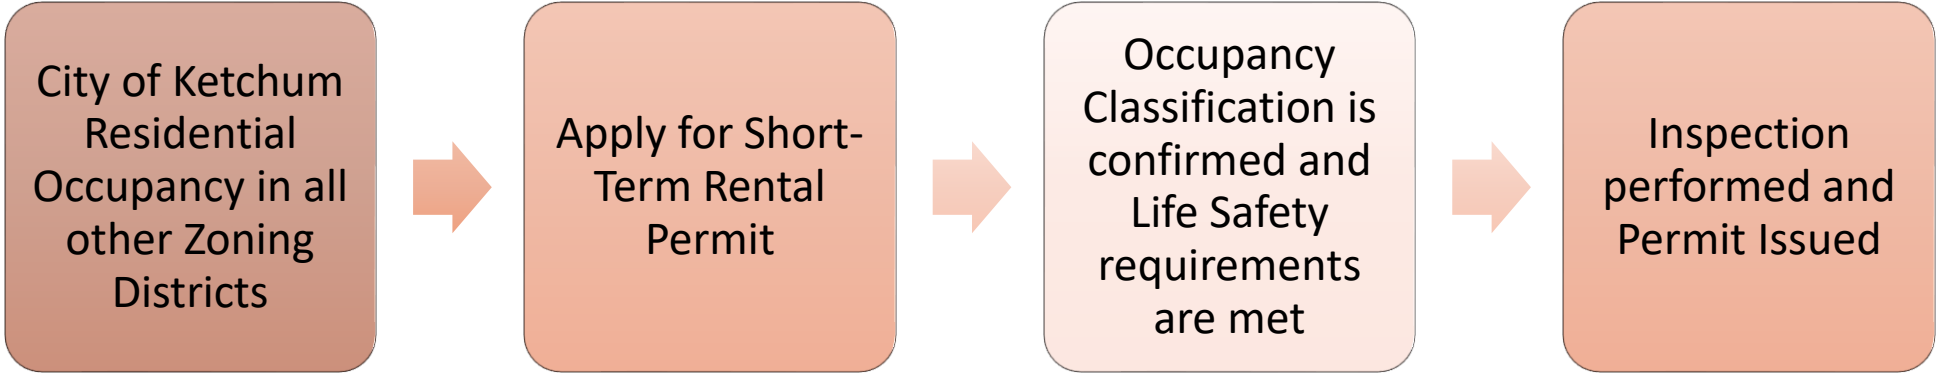 City of Ketchum
Residential
Occupancy in all
other Zoning
Districts
Apply for Short-
Term Rental
Permit
Occupancy
Classification is
confirmed and
Life Safety
requirements
are met
Inspection
performed and
Permit Issued